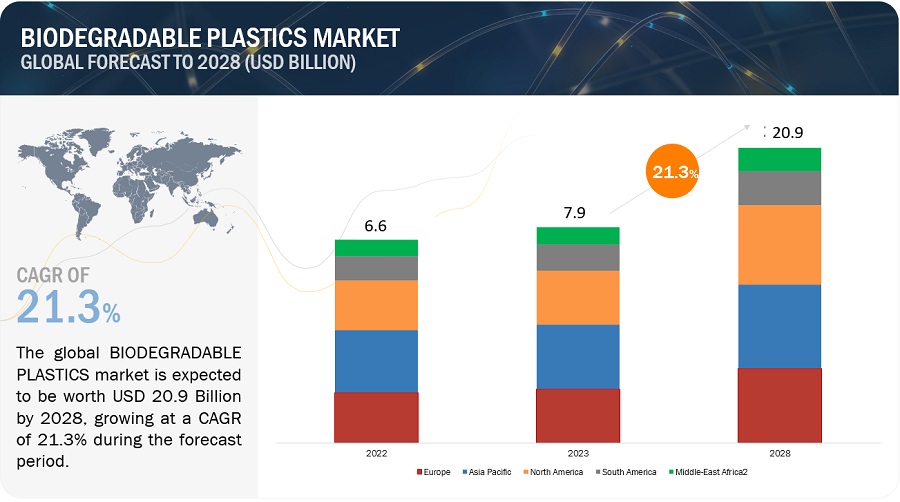 BIODEGRADABLE PLASTICS MARKET
GLOBAL FORECAST TO 2028 (USD BILLION)
CAGR OF
21.3%
The global BIODEGRADABLE
PLASTICS market is expected
to be worth USD 20.9 Billion
by 2028, growing at a CAGR
of 21.3% during the forecast
period.
6.6
7.9
21.3%
: 20.9
2022 2023 2028
Europe Asia Pacific North America South America Middle-East Africa2